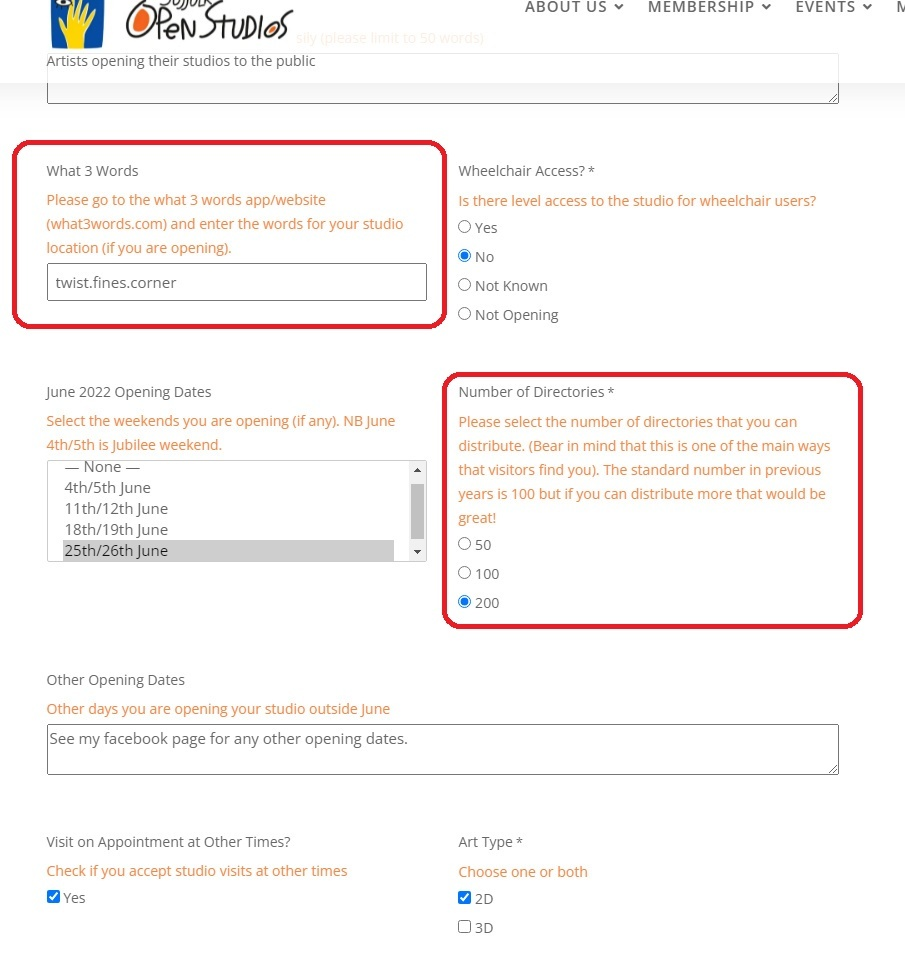 SUFFOLK
OPEN STUDIOS
ABOUT US
MEMBERSHIP
EVENTS
M
sily (please limit to 50 words)
Artists opening their studios to the public
What 3 Words
Please go to the what 3 words app/website
(what3words.com) and enter the words for your studio
location (if you are opening).
twist.fines.corner
Wheelchair Access? *
Is there level access to the studio for wheelchair users?
Yes
No
Not Known
Not Opening
June 2022 Opening Dates
Select the weekends you are opening (if any). NB June
4th/5th is Jubilee weekend.
— None —
4th/5th June
11th/12th June
18th/19th June
25th/26th June
Number of Directories *
Please select the number of directories that you can
distribute. (Bear in mind that this is one of the main ways
that visitors find you). The standard number in previous
years is 100 but if you can distribute more that would be
great!
50
100
200
Other Opening Dates
Other days you are opening your studio outside June
See my facebook page for any other opening dates.
Visit on Appointment at Other Times?
Check if you accept studio visits at other times
Yes
Art Type *
Choose one or both
2D
3D